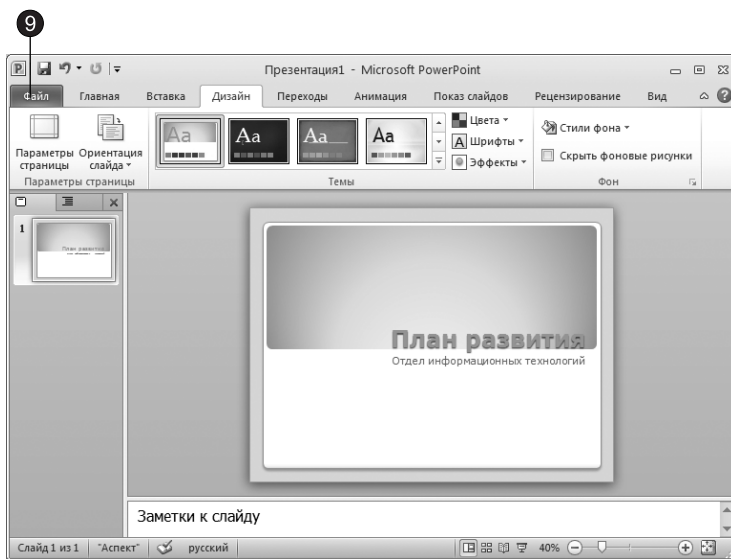 9
Презентация1 - Microsoft PowerPoint
Файл Главная Вставка Дизайн Переходы Анимация Показ слайдов Рецензирование Вид
Параметры страницы
Ориентация слайда
Параметры страницы
Aa Aa Aa Aa
Темы
Цвета
Шрифты
Эффекты
Стили фона
Скрыть фоновые рисунки
Фон
1
План развития
План развития
Отдел информационных технологий
Заметки к слайду
Слайд 1 из 1 "Аспект" русский 40%